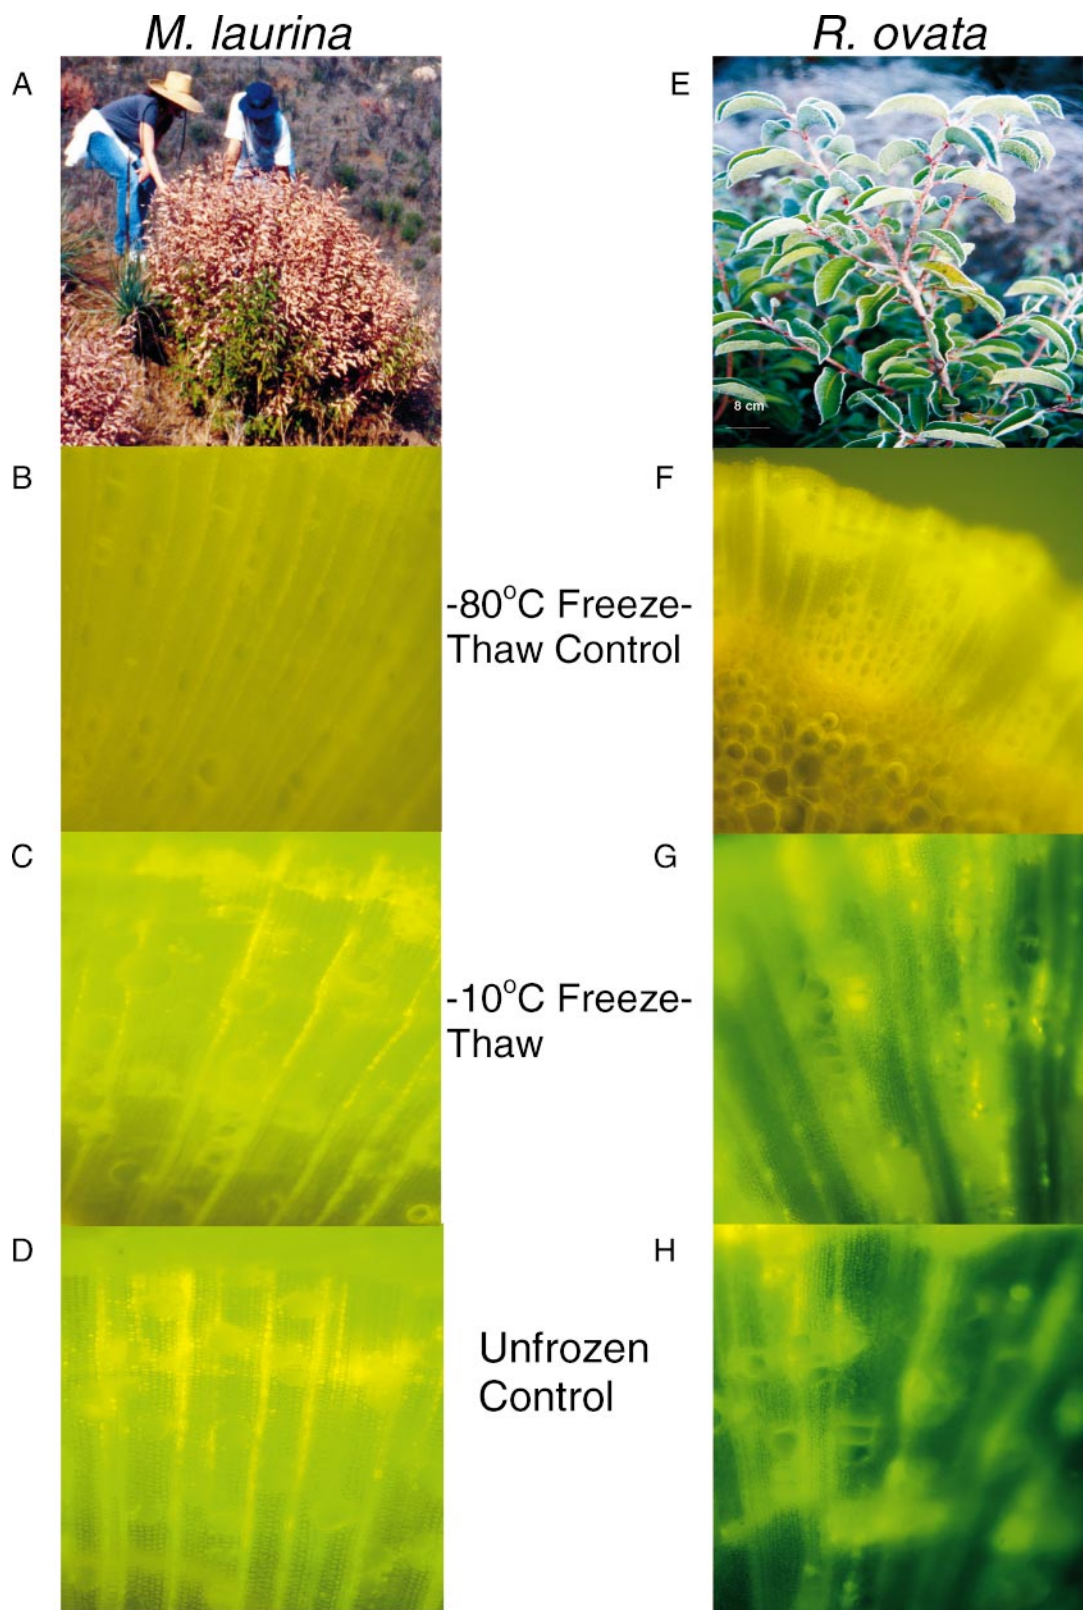 M. laurina
R. ovata
A
E
8 cm
B
F
-80°C Freeze-
Thaw Control
C
G
-10°C Freeze-
Thaw
D
H
Unfrozen
Control